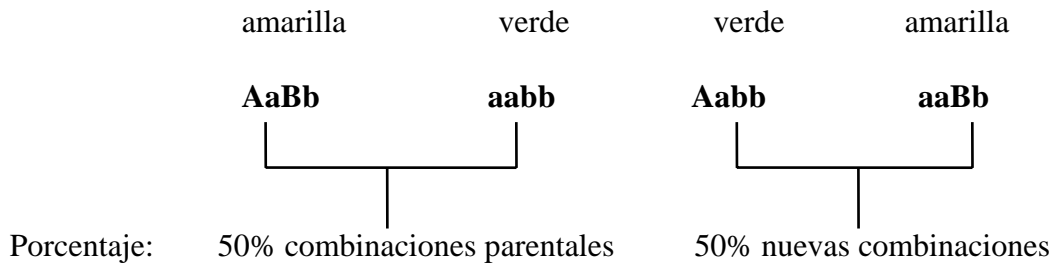 amarilla verde verde amarilla
AaBb aabb Aabb aaBb
Porcentaje: 50% combinaciones parentales 50% nuevas combinaciones